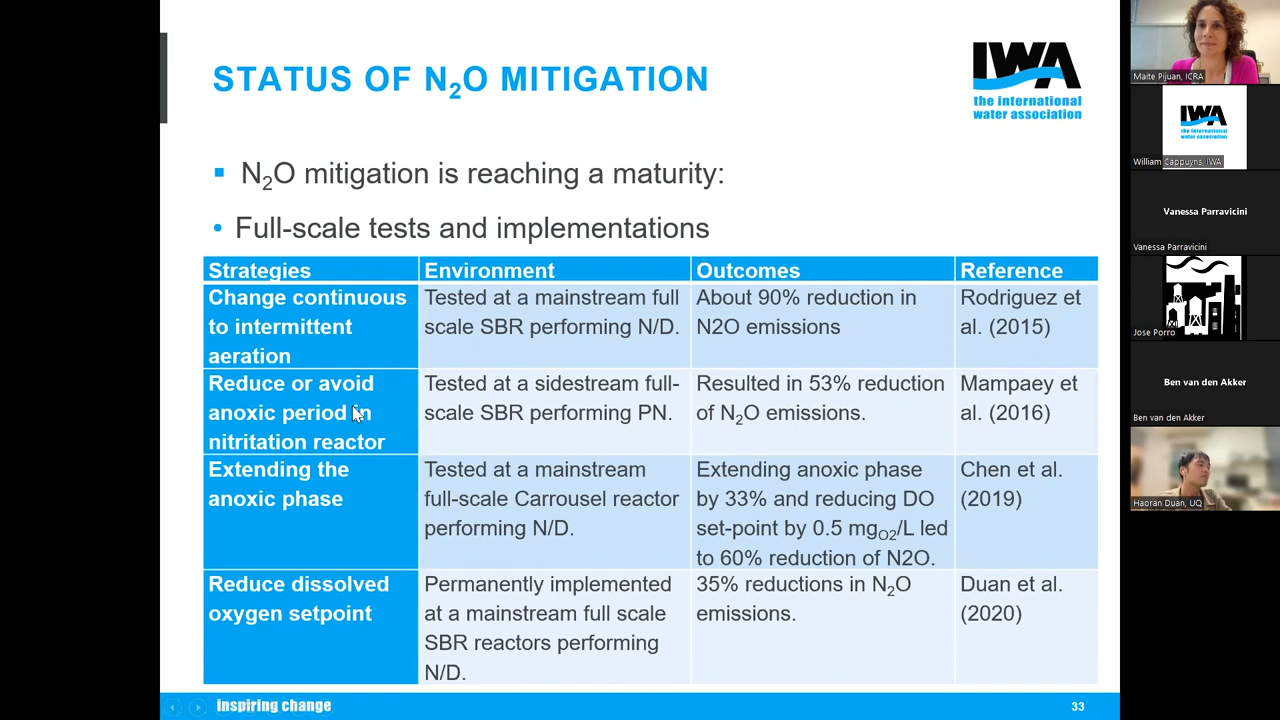 STATUS OF N₂O MITIGATION
IWA
the international
water association
N₂O mitigation is reaching a maturity:
Full-scale tests and implementations
Strategies Environment Outcomes Reference
Change continuous
to intermittent
aeration
Tested at a mainstream full
scale SBR performing N/D.
About 90% reduction in
N2O emissions
Rodriguez et
al. (2015)
Reduce or avoid
anoxic period in
nitritation reactor
Tested at a sidestream full-
scale SBR performing PN.
Resulted in 53% reduction
of N₂O emissions.
Mampaey et
al. (2016)
Extending the
anoxic phase
Tested at a mainstream
full-scale Carrousel reactor
performing N/D.
Extending anoxic phase
by 33% and reducing DO
set-point by 0.5 mgO₂/L led
to 60% reduction of N2O.
Chen et al.
(2019)
Reduce dissolved
oxygen setpoint
Permanently implemented
at a mainstream full scale
SBR reactors performing
N/D.
35% reductions in N₂O
emissions.
Duan et al.
(2020)
inspiring change
33
Maite Pijuan, ICRA
IWA
the international
water association
William Cappuyns, IWA
Vanessa Parravicini
Vanessa Parravicini
Jose Porro
Ben van den Akker
Ben van den Akker
Haoran Duan, UQ